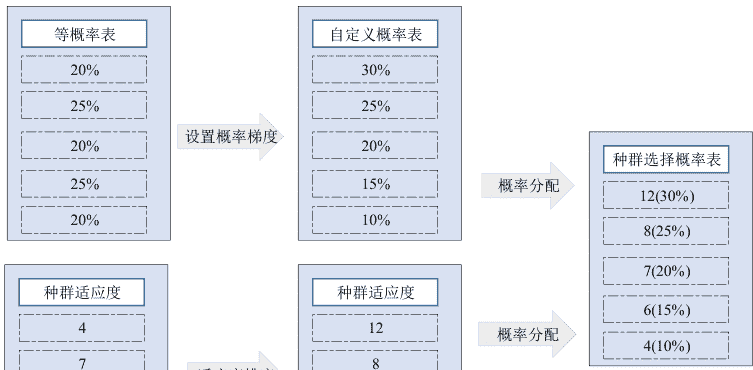 等概率表
20%
25%
20%
25%
20%
设置概率梯度
自定义概率表
30%
25%
20%
15%
10%
概率分配
种群选择概率表
12(30%)
8(25%)
7(20%)
6(15%)
4(10%)
种群适应度
4
7
种群适应度
12
8
概率分配